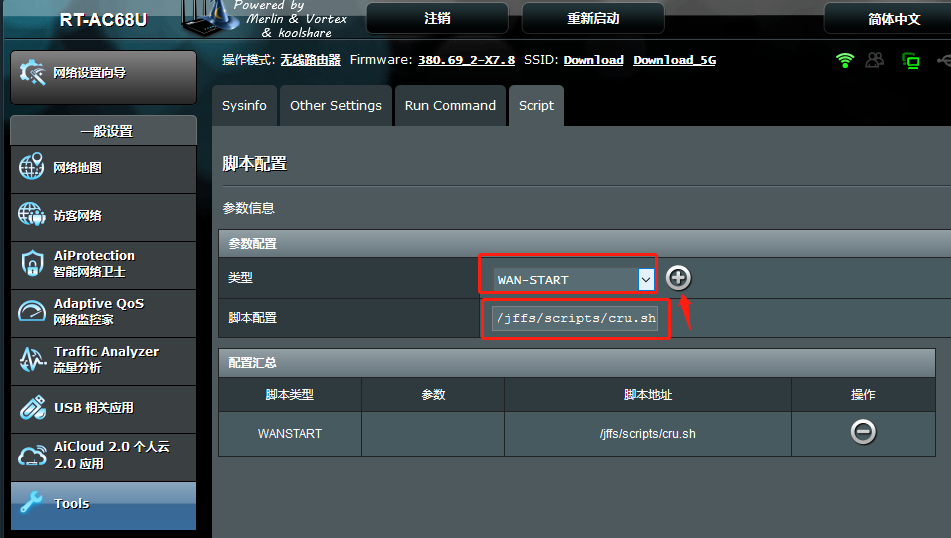 RT-AC68U
Powered by
Merlin & Vortex
& koolshare
注销
重新启动
简体中文
网络设置向导
操作模式: 无线路由器 Firmware: 380.69_2-X7.8 SSID: Download Download_5G
Sysinfo
Other Settings
Run Command
Script
一般设置
网络地图
访客网络
AiProtection
智能网络卫士
Adaptive QoS
网络监控家
Traffic Analyzer
流量分析
USB 相关应用
AiCloud 2.0 个人云
2.0 应用
Tools
脚本配置
参数信息
参数配置
类型
WAN-START
脚本配置
/jffs/scripts/cru.sh
配置汇总
脚本类型
参数
脚本地址
操作
WANSTART
/jffs/scripts/cru.sh